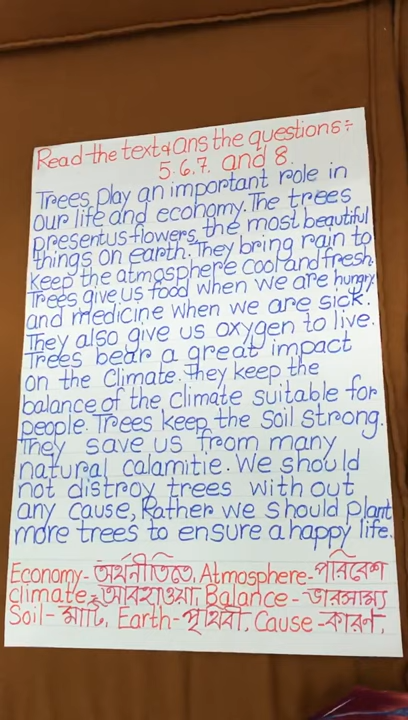 Read the text & ans the questions÷
5.6.7. and 8.
Trees play an important role in
our life and economy. The trees
present us flowers, the most beautiful
things on earth. They bring rain to
keep the atmosphere cool and fresh.
Trees give us food when we are hungry
and medicine when we are sick.
They also give us oxygen to live.
Trees bear a great impact
on the Climate. They keep the
balance of the climate suitable for
people. Trees keep the Soil strong.
They save us from many
natural calamitie. We should
not distroy trees with out
any cause, Rather we should plant
more trees to ensure a happy life.
Economy- অর্থনীতিতে, Atmosphere- পরিবেশ
climate- আবহাওয়া, Balance- ভারসাম্য
Soil- মাটি, Earth- পৃথিবী, Cause- কারণ,